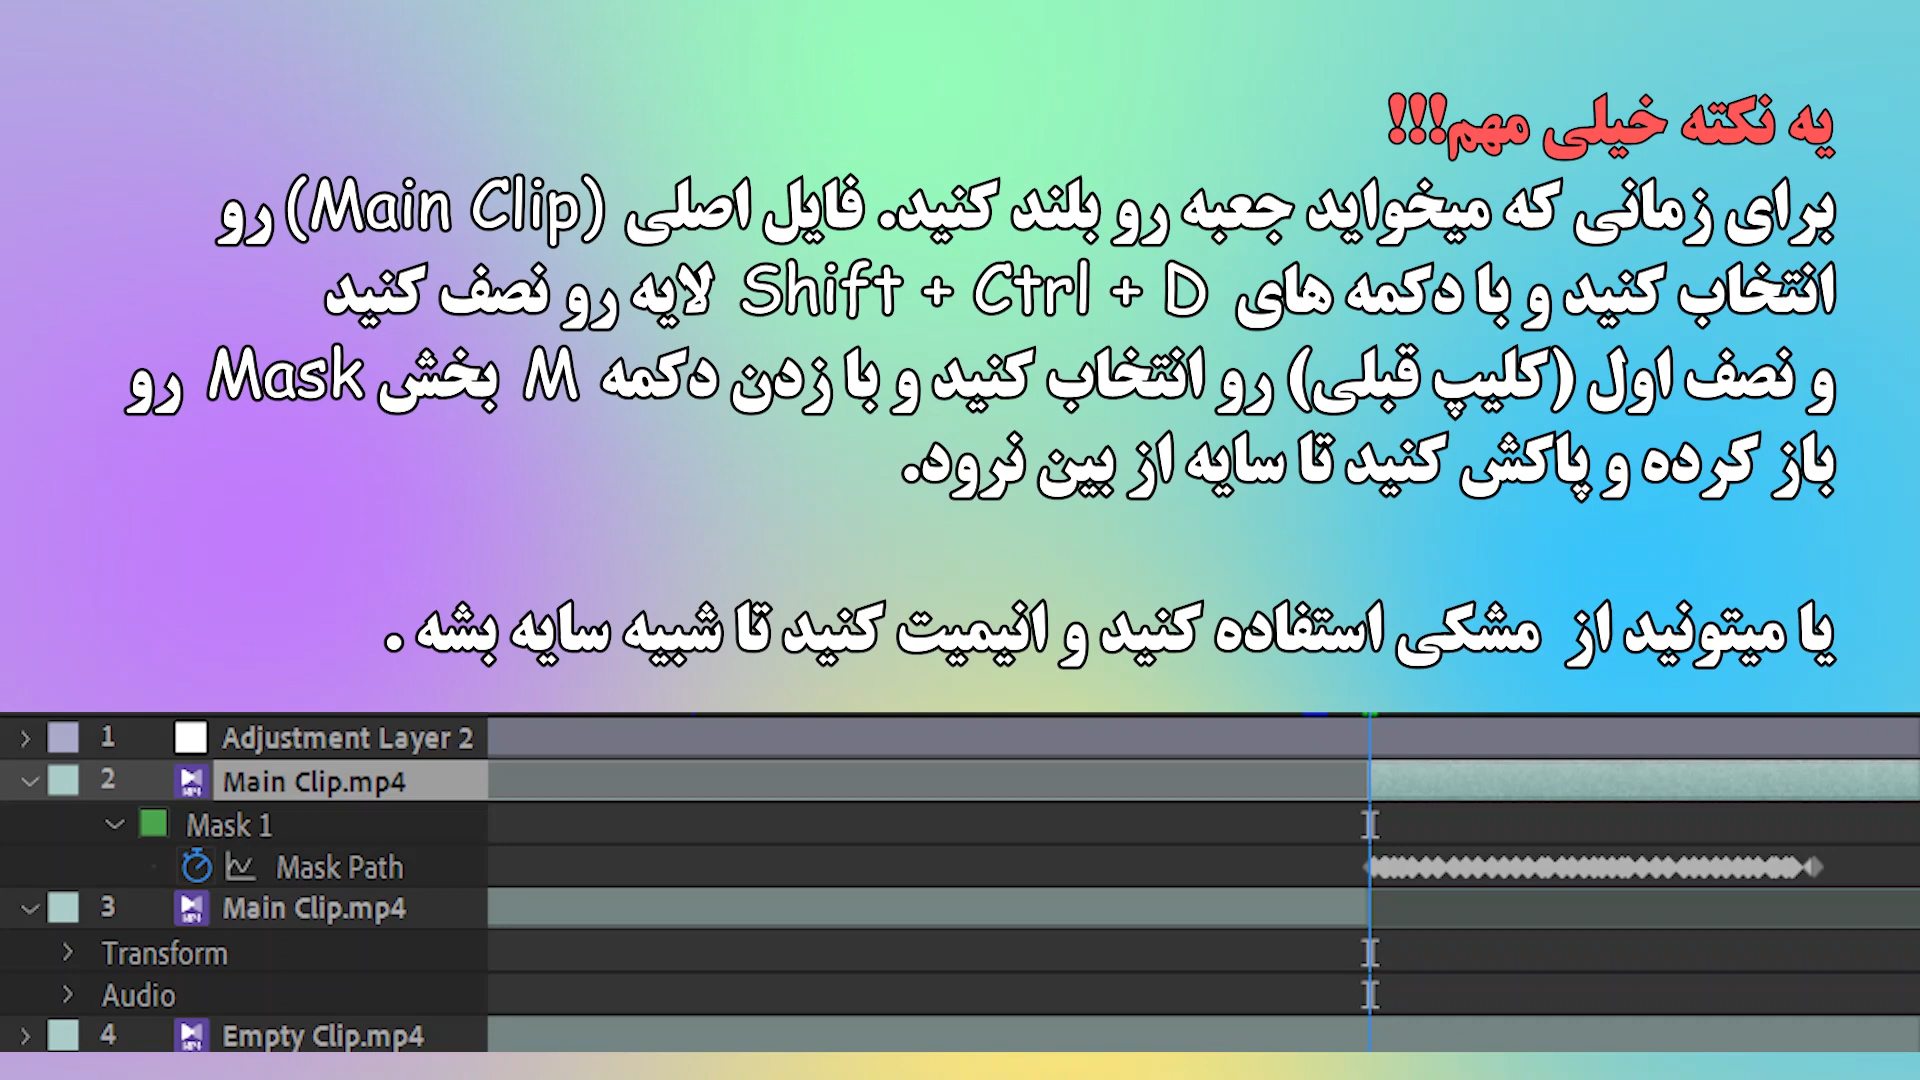 یه نکته خیلی مهم!!!
برای زمانی که میخواید جعبه رو بلند کنید. فایل اصلی (Main Clip) رو
انتخاب کنید و با دکمه های Shift + Ctrl + D لایه رو نصف کنید
و نصف اول (کلیپ قبلی) رو انتخاب کنید و با زدن دکمه M بخش Mask رو
باز کرده و پاکش کنید تا سایه از بین نرود.
یا میتونید از مشکی استفاده کنید و انیمیت کنید تا شبیه سایه بشه .
1 Adjustment Layer 2
2 Main Clip.mp4
Mask 1
Mask Path
3 Main Clip.mp4
Transform
Audio
4 Empty Clip.mp4